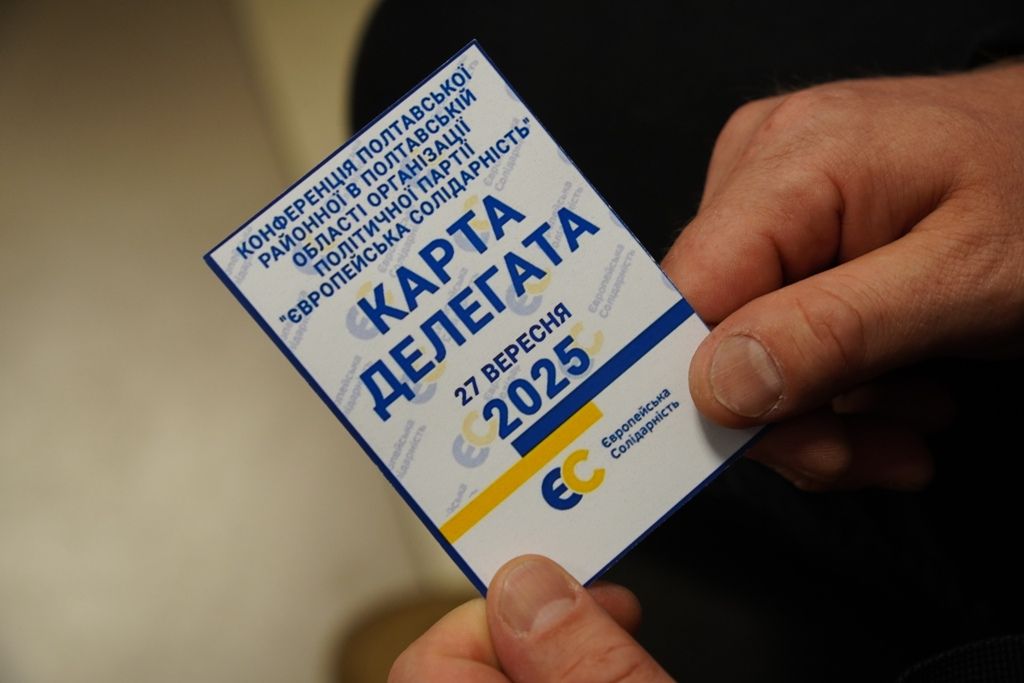 КОНФЕРЕНЦІЯ ПОЛТАВСЬКОЇ
РАЙОННОЇ В ПОЛТАВСЬКІЙ
ОБЛАСТІ ОРГАНІЗАЦІЇ
ПОЛІТИЧНОЇ ПАРТІЇ
"ЄВРОПЕЙСЬКА СОЛІДАРНІСТЬ"
КАРТА
ДЕЛЕГАТА
27 ВЕРЕСНЯ
2025
ЄС
Європейська
Солідарність